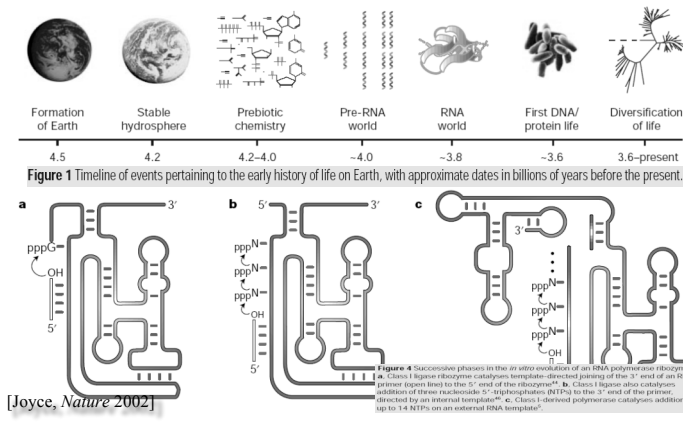 Formation of Earth
Stable hydrosphere
Prebiotic chemistry
Pre-RNA world
RNA world
First DNA/ protein life
Diversification of life
4.5
4.2
4.2–4.0
~4.0
~3.8
~3.6
3.6–present
Figure 1 Timeline of events pertaining to the early history of life on Earth, with approximate dates in billions of years before the present.
a
3′
pppG
OH
5′
b
5′
3′
pppN
pppN
pppN
OH
5′
c
3′
pppN
pppN
pppN
OH
Figure 4 Successive phases in the in vitro evolution of an RNA polymerase ribozyme
a, Class I ligase ribozyme catalyses template-directed joining of the 3′ end of an R
primer (open line) to the 5′ end of the ribozyme44. b, Class I ligase also catalyses
addition of three nucleoside 5′-triphosphates (NTPs) to the 3′ end of the primer,
directed by an internal template46. c, Class I-derived polymerase catalyses addition
up to 14 NTPs on an external RNA template5.
[Joyce, Nature 2002]